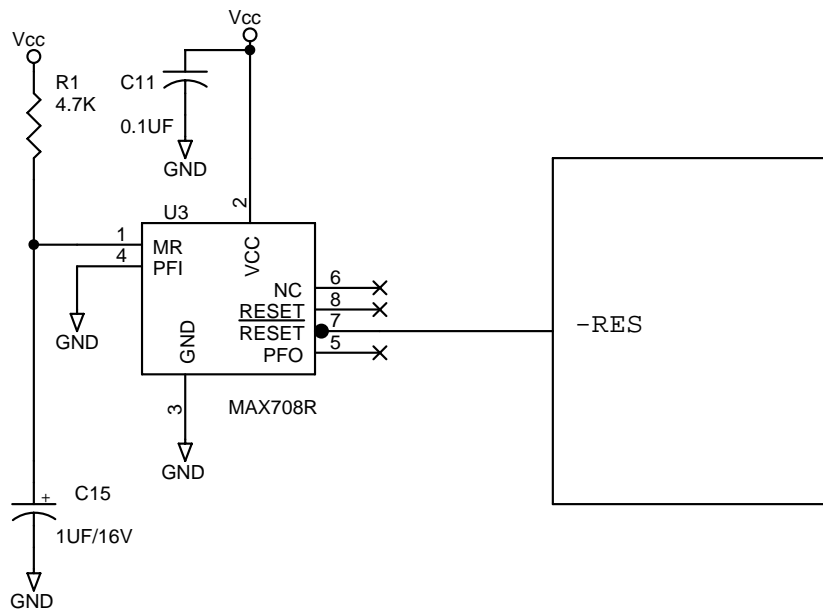 Vcc
Vcc
R1
4.7K
C11
0.1UF
GND
U3
2
1
MR
4
PFI
VCC
NC
6
RESET
8
RESET
7
PFO
5
-RES
GND
GND
3
MAX708R
GND
+
C15
1UF/16V
GND